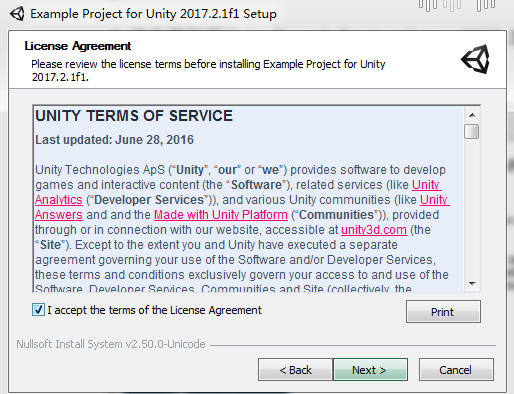 Example Project for Unity 2017.2.1f1 Setup
License Agreement
Please review the license terms before installing Example Project for Unity
2017.2.1f1.
UNITY TERMS OF SERVICE
Last updated: June 28, 2016
Unity Technologies ApS (“Unity”, “our” or “we”) provides software to develop
games and interactive content (the “Software”), related services (like Unity
Analytics (“Developer Services”)), and various Unity communities (like Unity
Answers and and the Made with Unity Platform (“Communities”)), provided
through or in connection with our website, accessible at unity3d.com (the
“Site”). Except to the extent you and Unity have executed a separate
agreement governing your use of the Software and/or Developer Services,
these terms and conditions exclusively govern your access to and use of the
Software, Developer Services, Communities and Site (collectively, the
I accept the terms of the License Agreement
Print
Nullsoft Install System v2.50.0-Unicode
< Back
Next >
Cancel